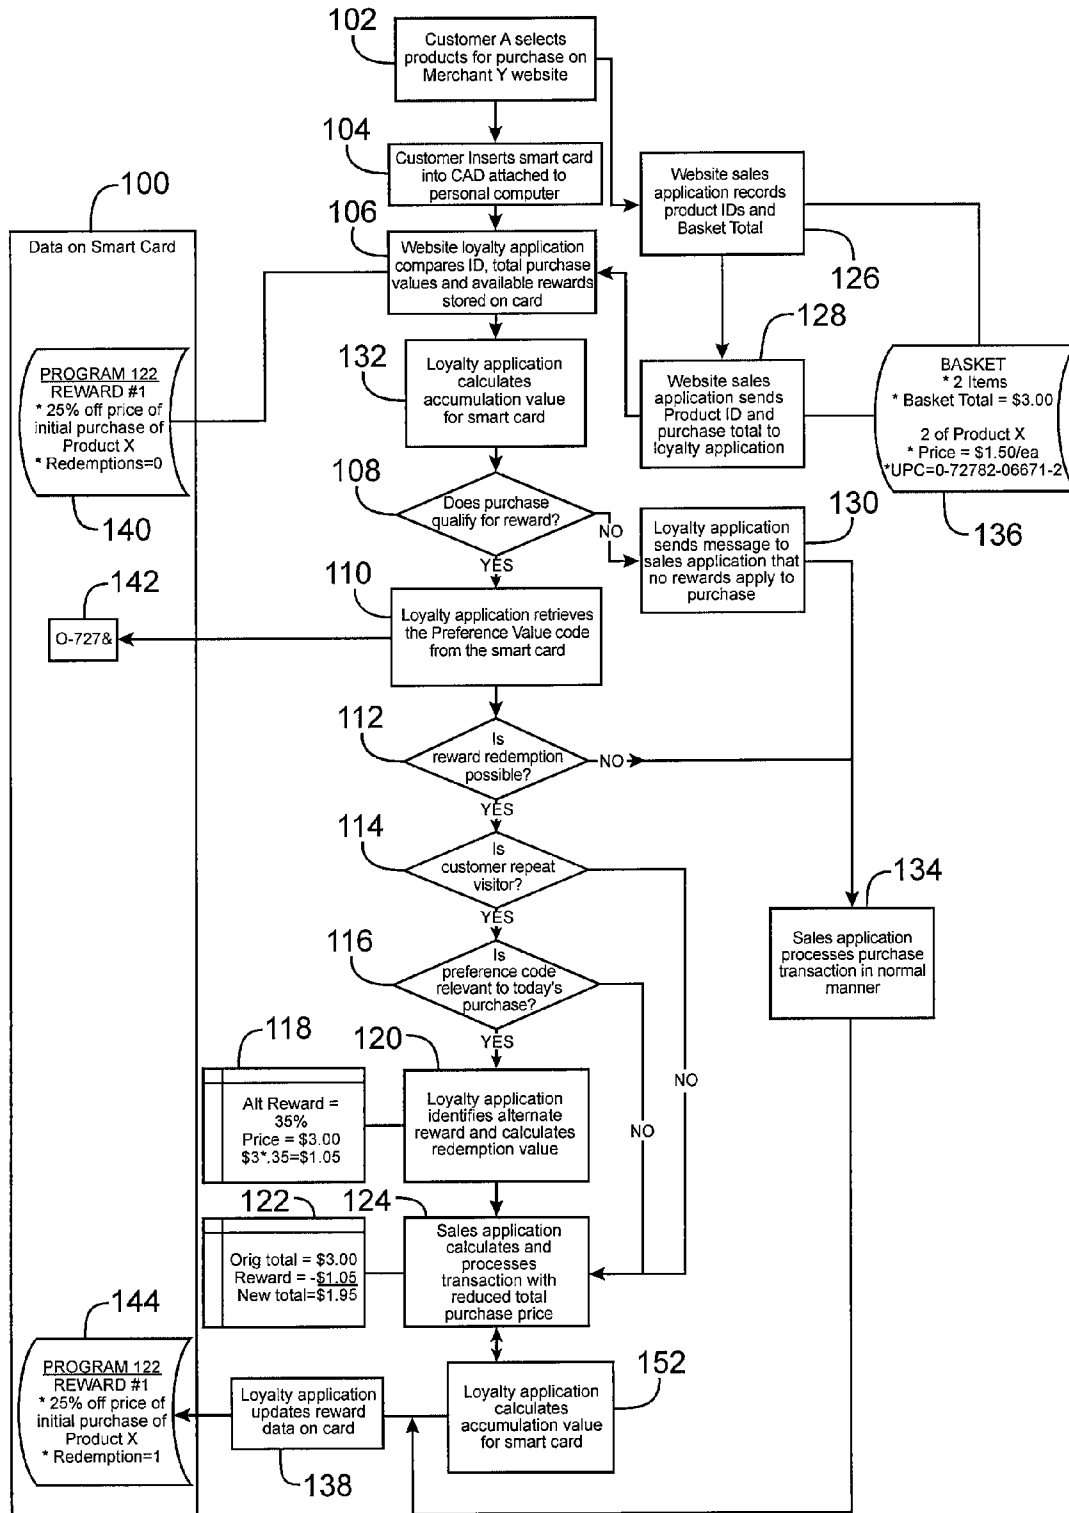 102
Customer A selects
products for purchase on
Merchant Y website
104
Customer Inserts smart card
into CAD attached to
personal computer
Website sales
application records
product IDs and
Basket Total
126
100
Data on Smart Card
106
Website loyalty application
compares ID, total purchase
values and available rewards
stored on card
128
132
Loyalty application
calculates
accumulation value
for smart card
Website sales
application sends
Product ID and
purchase total to
loyalty application
BASKET
* 2 Items
* Basket Total = $3.00
2 of Product X
* Price = $1.50/ea
*UPC=0-72782-06671-2
136
PROGRAM 122
REWARD #1
* 25% off price of
initial purchase of
Product X
* Redemptions=0
140
108
Does purchase
qualify for reward?
NO
YES
130
Loyalty application
sends message to
sales application that
no rewards apply to
purchase
142
O-727&
110
Loyalty application retrieves
the Preference Value code
from the smart card
112
Is
reward redemption
possible?
NO
YES
114
Is
customer repeat
visitor?
YES
NO
134
Sales application
processes purchase
transaction in normal
manner
116
Is
preference code
relevant to today's
purchase?
YES
NO
118
Alt Reward =
35%
Price = $3.00
$3*.35=$1.05
120
Loyalty application
identifies alternate
reward and calculates
redemption value
122
Orig total = $3.00
Reward = -$1.05
New total=$1.95
124
Sales application
calculates and
processes
transaction with
reduced total
purchase price
144
PROGRAM 122
REWARD #1
* 25% off price of
initial purchase of
Product X
* Redemption=1
Loyalty application
updates reward
data on card
138
152
Loyalty application
calculates
accumulation value
for smart card